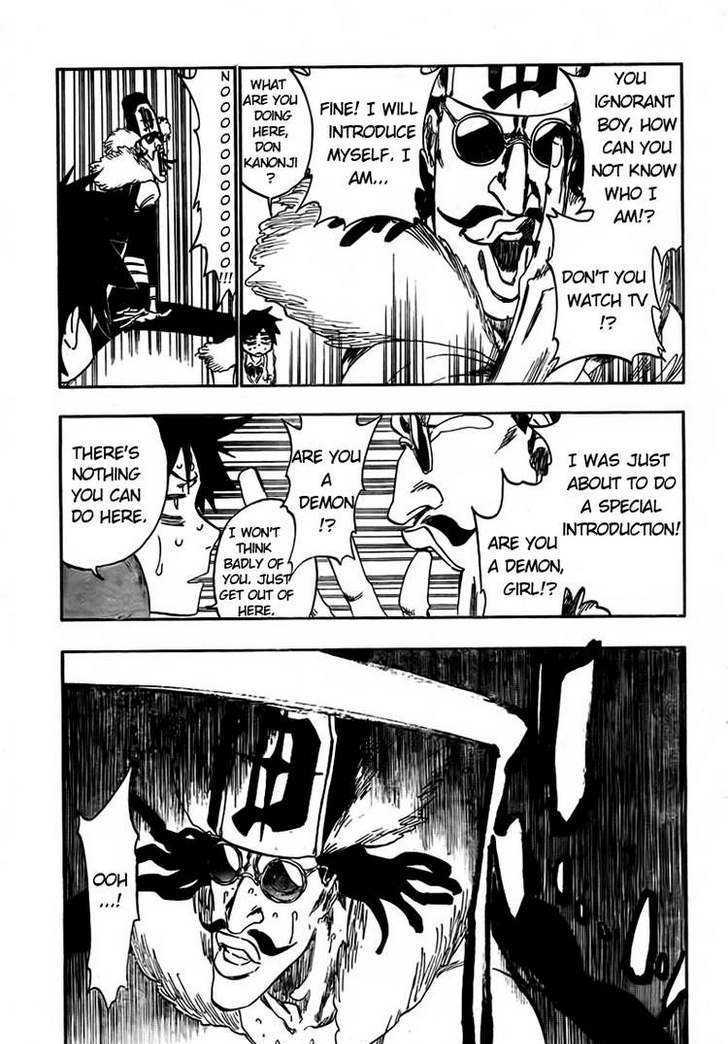 YOU
IGNORANT
BOY, HOW
CAN YOU
NOT KNOW
WHO I
AM!?
DON'T YOU
WATCH TV
!?
FINE! I WILL
INTRODUCE
MYSELF. I
AM...
WHAT
ARE YOU
DOING
HERE,
DON
KANONJI
?
NOOOOOOOOOOOO!!!
I WAS JUST
ABOUT TO DO
A SPECIAL
INTRODUCTION!
ARE YOU
A DEMON,
GIRL!?
ARE YOU
A
DEMON
!?
I WON'T
THINK
BADLY OF
YOU. JUST
GET OUT OF
HERE.
THERE'S
NOTHING
YOU CAN
DO HERE.
OOH
...!